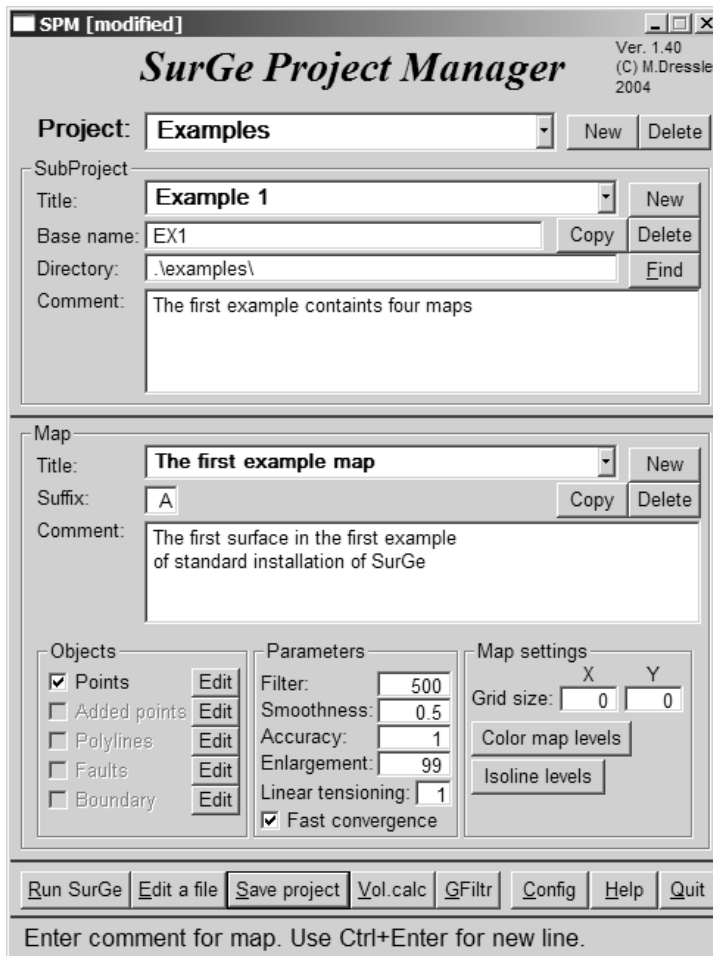 SPM [modified]
SurGe Project Manager
Ver. 1.40
(C) M.Dressle
2004
Project: Examples New Delete
SubProject
Title: Example 1 New
Base name: EX1 Copy Delete
Directory: .\examples\ Find
Comment: The first example containts four maps
Map
Title: The first example map New
Suffix: A Copy Delete
Comment: The first surface in the first example
of standard installation of SurGe
Objects
Points Edit
Added points Edit
Polylines Edit
Faults Edit
Boundary Edit
Parameters
Filter: 500
Smoothness: 0.5
Accuracy: 1
Enlargement: 99
Linear tensioning: 1
Fast convergence
Map settings
X Y
Grid size: 0 0
Color map levels
Isoline levels
Run SurGe Edit a file Save project Vol.calc GFiltr Config Help Quit
Enter comment for map. Use Ctrl+Enter for new line.